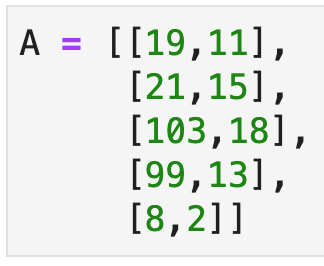 A = [[19,11],
[21,15],
[103,18],
[99,13],
[8,2]]